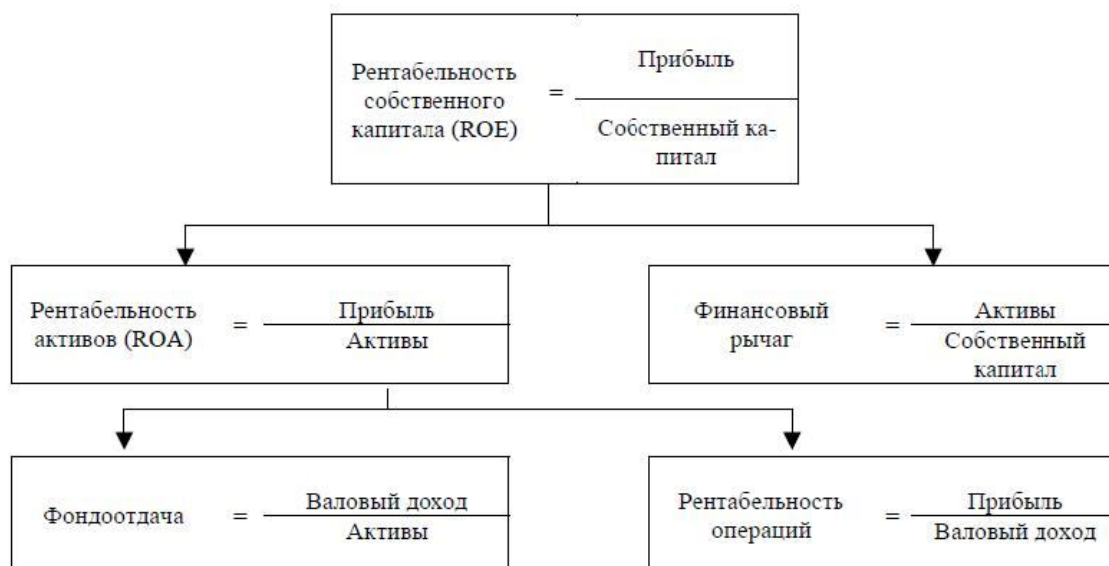 Рентабельность
собственного
капитала (ROE)
=
Прибыль
Собственный ка-
питал
Рентабельность
активов (ROA)
=
Прибыль
Активы
Финансовый
рычаг
=
Активы
Собственный
капитал
Фондоотдача
=
Валовый доход
Активы
Рентабельность
операций
=
Прибыль
Валовый доход